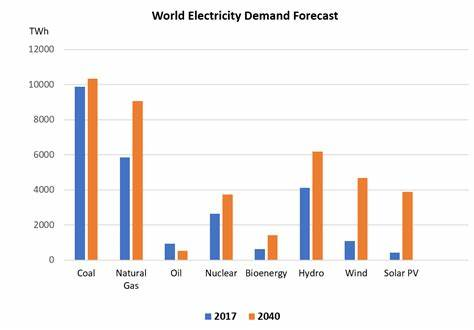 World Electricity Demand Forecast
TWh
12000
10000
8000
6000
4000
2000
0
Coal Natural Gas Oil Nuclear Bioenergy Hydro Wind Solar PV
2017 2040